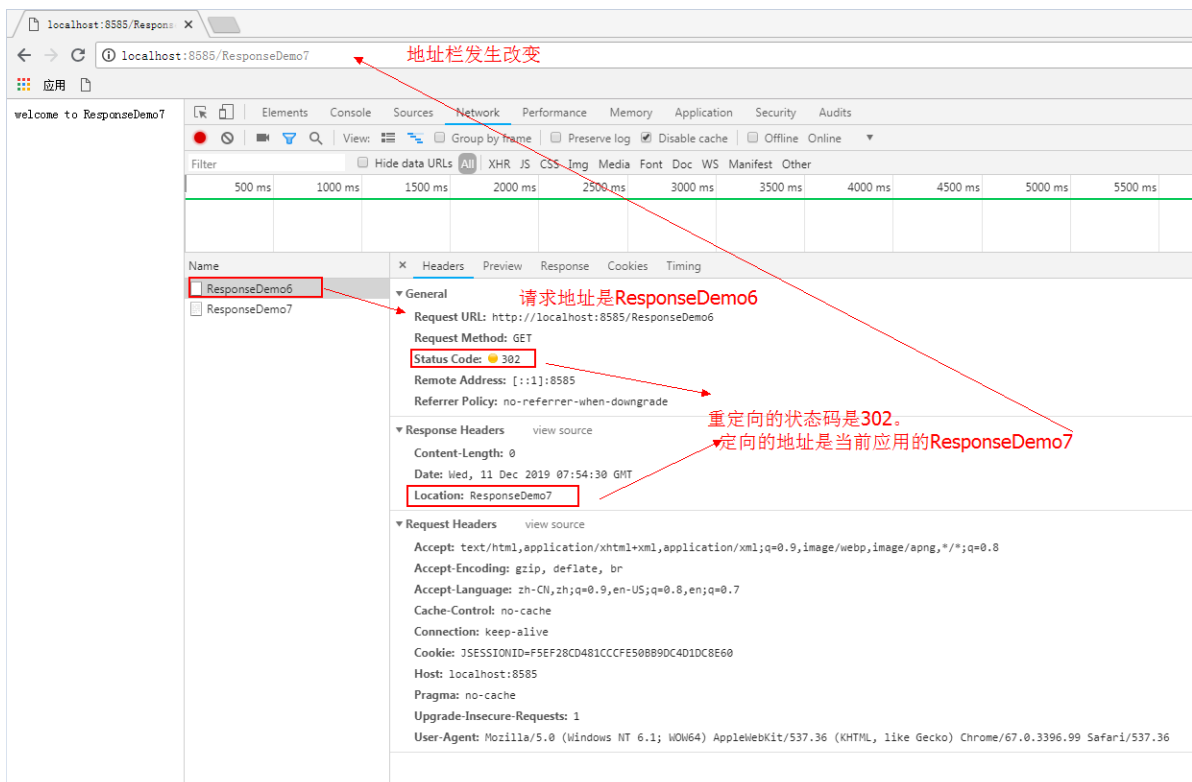 localhost:8585/Respons
localhost:8585/ResponseDemo7
地址栏发生改变
应用
welcome to ResponseDemo7
Elements Console Sources Network Performance Memory Application Security Audits
View: Group by frame Preserve log Disable cache Offline Online
Filter Hide data URLs All XHR JS CSS Img Media Font Doc WS Manifest Other
500 ms 1000 ms 1500 ms 2000 ms 2500 ms 3000 ms 3500 ms 4000 ms 4500 ms 5000 ms 5500 ms
Name
ResponseDemo6
ResponseDemo7
× Headers Preview Response Cookies Timing
General
请求地址是ResponseDemo6
Request URL: http://localhost:8585/ResponseDemo6
Request Method: GET
Status Code: 302
Remote Address: [::1]:8585
Referrer Policy: no-referrer-when-downgrade
重定向的状态码是302。
定向的地址是当前应用的ResponseDemo7
Response Headers view source
Content-Length: 0
Date: Wed, 11 Dec 2019 07:54:30 GMT
Location: ResponseDemo7
Request Headers view source
Accept: text/html,application/xhtml+xml,application/xml;q=0.9,image/webp,image/apng,*/*;q=0.8
Accept-Encoding: gzip, deflate, br
Accept-Language: zh-CN,zh;q=0.9,en-US;q=0.8,en;q=0.7
Cache-Control: no-cache
Connection: keep-alive
Cookie: JSESSIONID=F5EF28CD481CCCFE50BB9DC4D1DC8E60
Host: localhost:8585
Pragma: no-cache
Upgrade-Insecure-Requests: 1
User-Agent: Mozilla/5.0 (Windows NT 6.1; WOW64) AppleWebKit/537.36 (KHTML, like Gecko) Chrome/67.0.3396.99 Safari/537.36